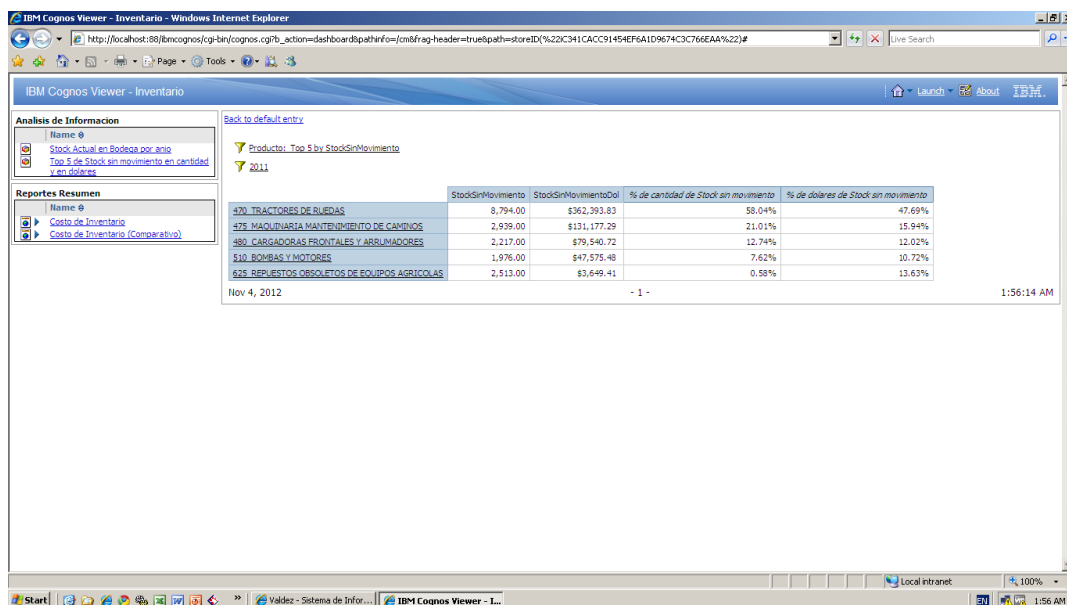 IBM Cognos Viewer - Inventario - Windows Internet Explorer
http://localhost:88/ibmcognos/cgi-bin/cognos.cgi?b_action=dashboard&pathinfo=/cm&frag-header=true&path=storeID(%22iC341CACC91454EF6A1D9674C3C766EAA%22)#
Live Search
Page Tools
IBM Cognos Viewer - Inventario
Launch About IBM.
Analisis de Informacion
Name
Stock Actual en Bodega por anio
Top 5 de Stock sin movimiento en cantidad
y en dolares
Reportes Resumen
Name
Costo de Inventario
Costo de Inventario (Comparativo)
Back to default entry
Producto: Top 5 by StockSinMovimiento
2011
StockSinMovimiento StockSinMovimientoDol % de cantidad de Stock sin movimiento % de dolares de Stock sin movimiento
470 TRACTORES DE RUEDAS 8,794.00 $362,393.83 58.04% 47.69%
475 MAQUINARIA MANTENIMIENTO DE CAMINOS 2,939.00 $131,177.29 21.01% 15.94%
480 CARGADORAS FRONTALES Y ARRUMADORES 2,217.00 $79,540.72 12.74% 12.02%
510 BOMBAS Y MOTORES 1,976.00 $47,575.48 7.62% 10.72%
625 REPUESTOS OBSOLETOS DE EQUIPOS AGRICOLAS 2,513.00 $3,649.41 0.58% 13.63%
Nov 4, 2012 - 1 - 1:56:14 AM
Local intranet 100%
Start Valdez - Sistema de Infor... IBM Cognos Viewer - I... EN 1:56 AM